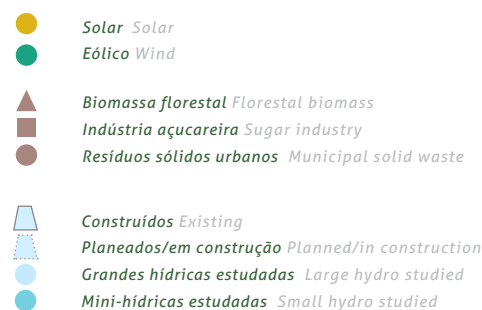 Solar Solar
Eólico Wind
Biomassa florestal Florestal biomass
Indústria açucareira Sugar industry
Resíduos sólidos urbanos Municipal solid waste
Construídos Existing
Planeados/em construção Planned/in construction
Grandes hídricas estudadas Large hydro studied
Mini-hídricas estudadas Small hydro studied